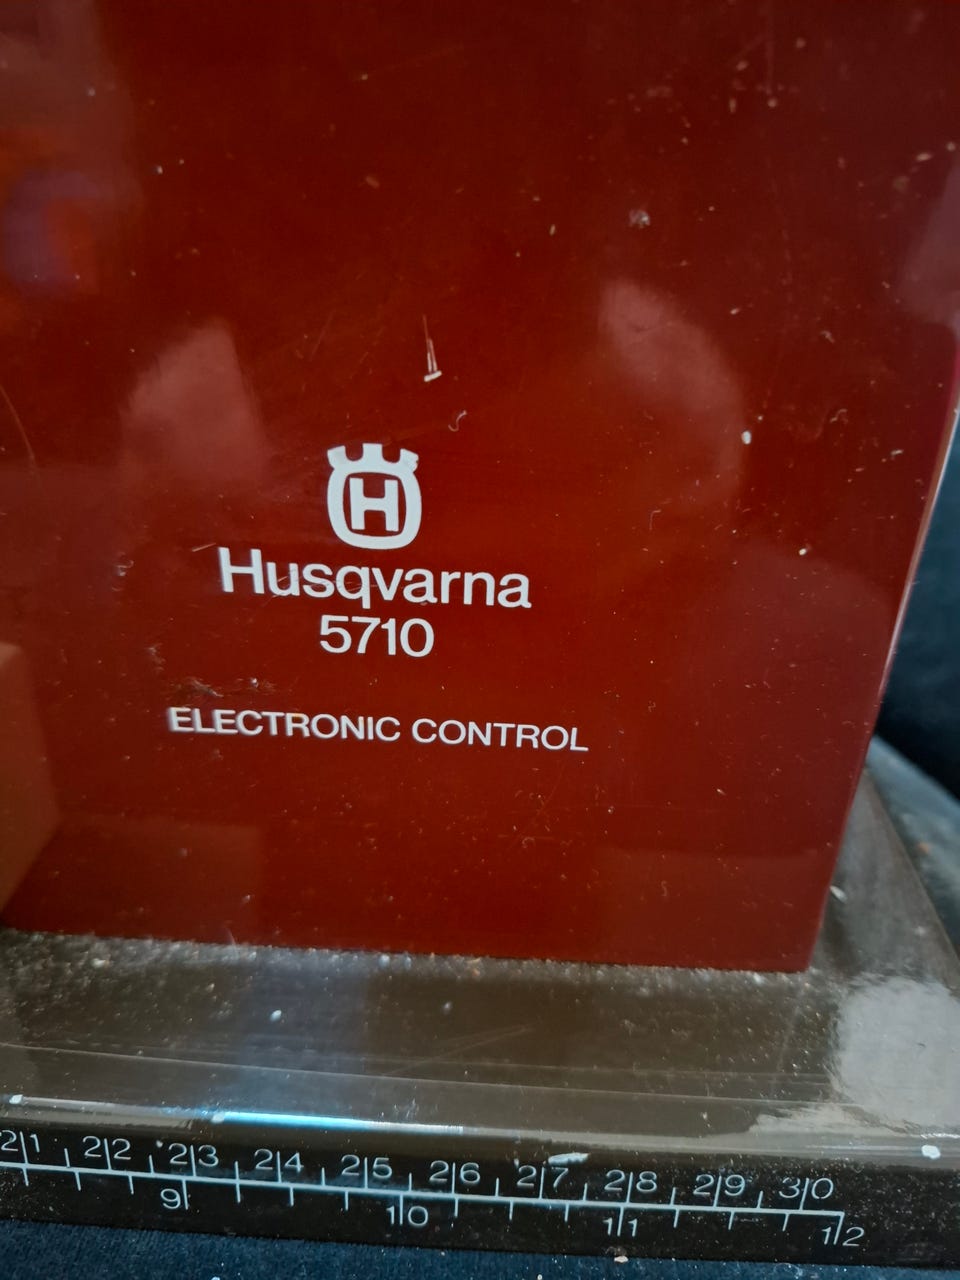 H
Husqvarna
5710
ELECTRONIC CONTROL
21 22 23 24 25 26 27 28 29 30
9 10 11 12